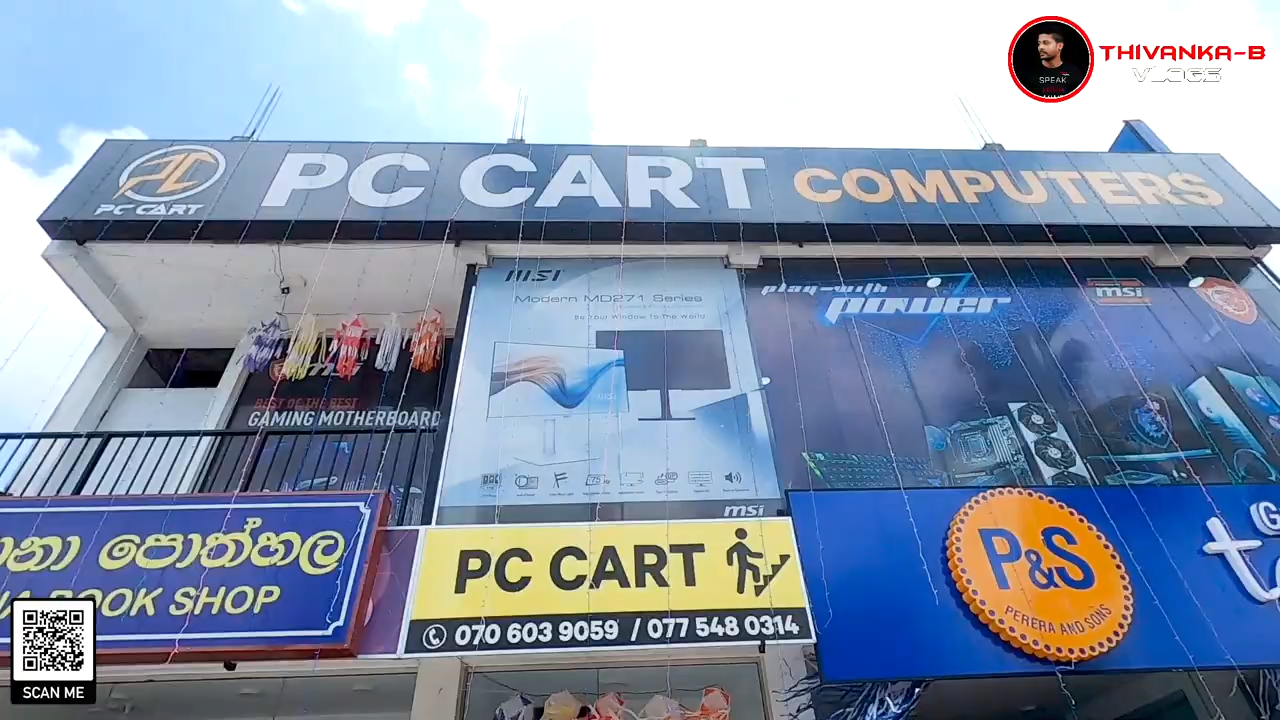 THIVANKA-B
VLOGS
SPEAK
PC CART
PC CART COMPUTERS
msi
Modern MD271 Series
Be Your Window To The World
play-with
power
msi
BEST OF THE BEST
GAMING MOTHERBOARD
msi
පොත්හල
BOOK SHOP
PC CART
070 603 9059 / 077 548 0314
P&S
PERERA AND SONS
SCAN ME